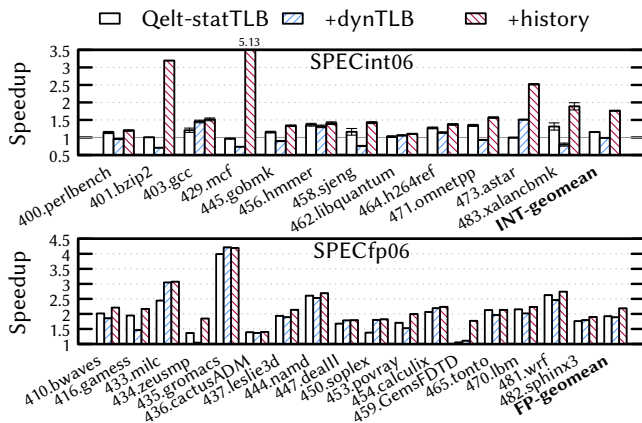 Qelt-statTLB +dynTLB +history
5.13
SPECint06
Speedup
3.5
3
2.5
2
1.5
1
0.5
400.perlbench
401.bzip2
403.gcc
429.mcf
445.gobmk
456.hmmer
458.sjeng
462.libquantum
464.h264ref
471.omnetpp
473.astar
483.xalancbmk
INT-geomean
SPECfp06
Speedup
4.5
4
3.5
3
2.5
2
1.5
1
410.bwaves
416.gamess
433.milc
434.zeusmp
435.gromacs
436.cactusADM
437.leslie3d
444.namd
447.dealII
450.soplex
453.povray
454.calculix
459.GemsFDTD
465.tonto
470.lbm
481.wrf
482.sphinx3
FP-geomean